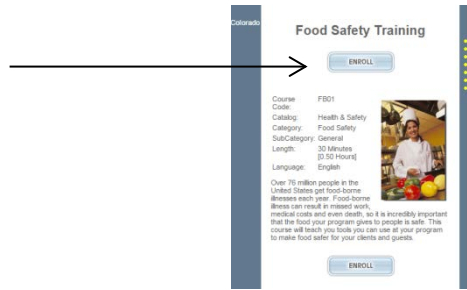 Colorado
Food Safety Training
ENROLL
Course Code: FB01
Catalog: Health & Safety
Category: Food Safety
SubCategory: General
Length: 30 Minutes
[0.50 Hours]
Language: English
Over 76 million people in the
United States get food-borne
illnesses each year. Food-borne
illness can result in missed work,
medical costs and even death, so it is incredibly important
that the food your program gives to people is safe. This
course will teach you tools you can use at your program
to make food safer for your clients and guests.
ENROLL